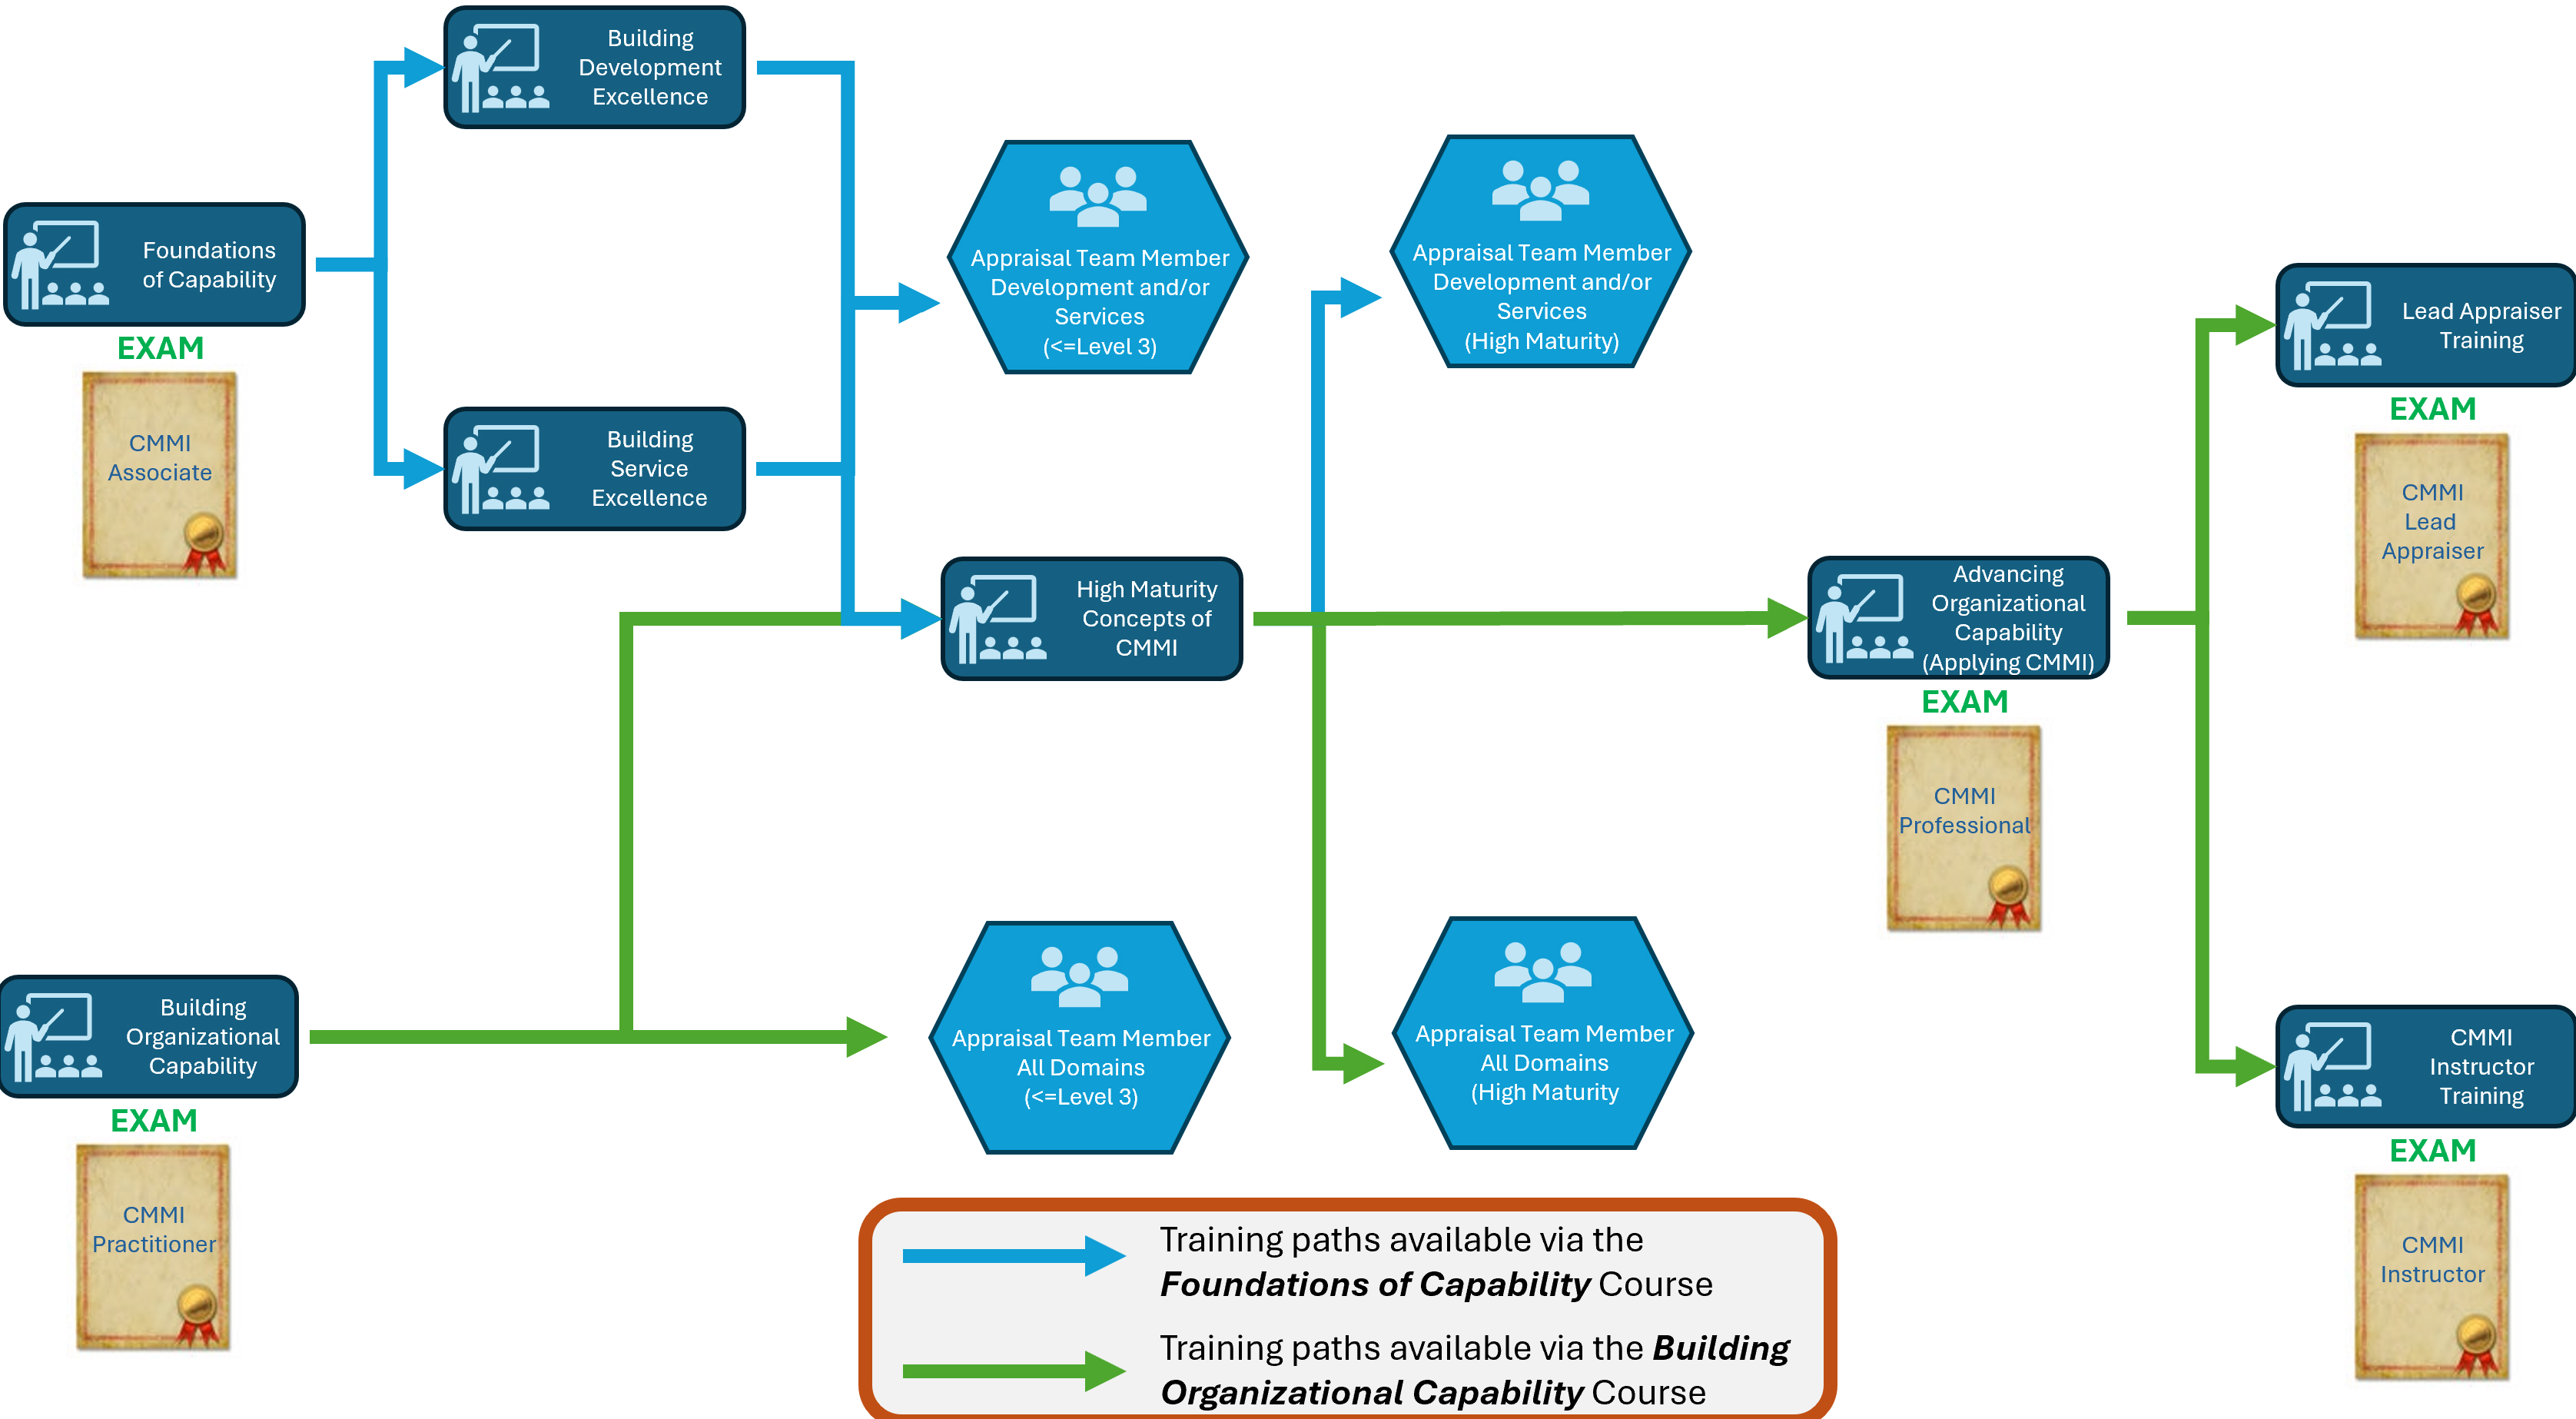 Building
Development
Excellence
Foundations
of Capability
EXAM
CMMI
Associate
Building
Service
Excellence
Appraisal Team Member
Development and/or
Services
(<=Level 3)
Appraisal Team Member
Development and/or
Services
(High Maturity)
High Maturity
Concepts of
CMMI
Advancing
Organizational
Capability
(Applying CMMI)
EXAM
CMMI
Professional
Lead Appraiser
Training
EXAM
CMMI
Lead
Appraiser
Building
Organizational
Capability
EXAM
CMMI
Practitioner
Appraisal Team Member
All Domains
(<=Level 3)
Appraisal Team Member
All Domains
(High Maturity
CMMI
Instructor
Training
EXAM
CMMI
Instructor
Training paths available via the
Foundations of Capability Course
Training paths available via the Building
Organizational Capability Course